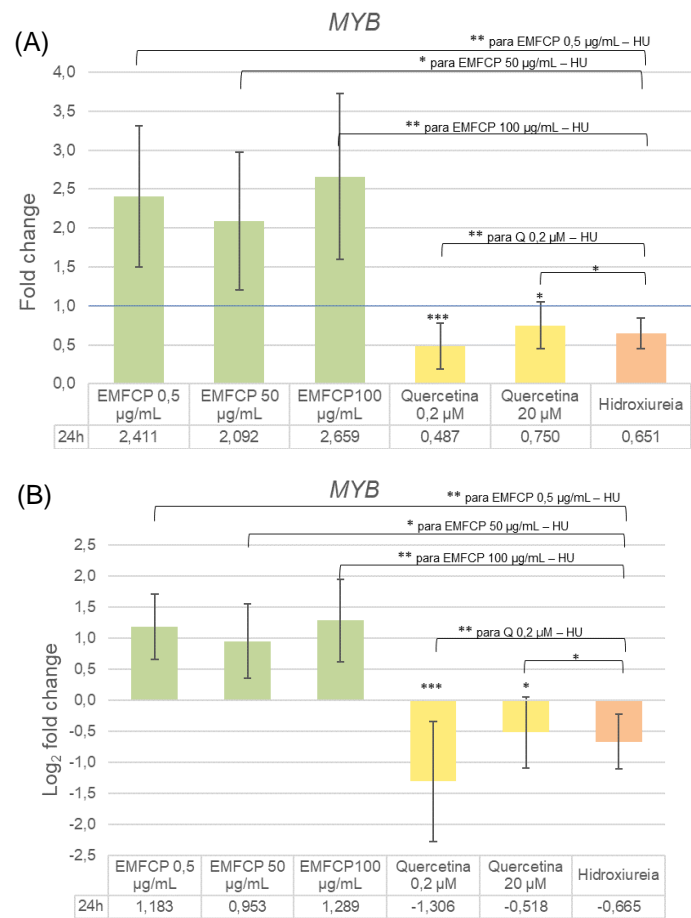 (A)
MYB
** para EMFCP 0,5 µg/mL – HU
* para EMFCP 50 µg/mL – HU
** para EMFCP 100 µg/mL – HU
** para Q 0,2 µM – HU
*
***
*
Fold change
4,0
3,5
3,0
2,5
2,0
1,5
1,0
0,5
0,0
EMFCP 0,5 µg/mL
EMFCP 50 µg/mL
EMFCP100 µg/mL
Quercetina 0,2 µM
Quercetina 20 µM
Hidroxiureia
24h 2,411 2,092 2,659 0,487 0,750 0,651
(B)
MYB
** para EMFCP 0,5 µg/mL – HU
* para EMFCP 50 µg/mL – HU
** para EMFCP 100 µg/mL – HU
** para Q 0,2 µM – HU
*
***
*
Log2 fold change
2,5
2,0
1,5
1,0
0,5
0,0
-0,5
-1,0
-1,5
-2,0
-2,5
EMFCP 0,5 µg/mL
EMFCP 50 µg/mL
EMFCP100 µg/mL
Quercetina 0,2 µM
Quercetina 20 µM
Hidroxiureia
24h 1,183 0,953 1,289 -1,306 -0,518 -0,665